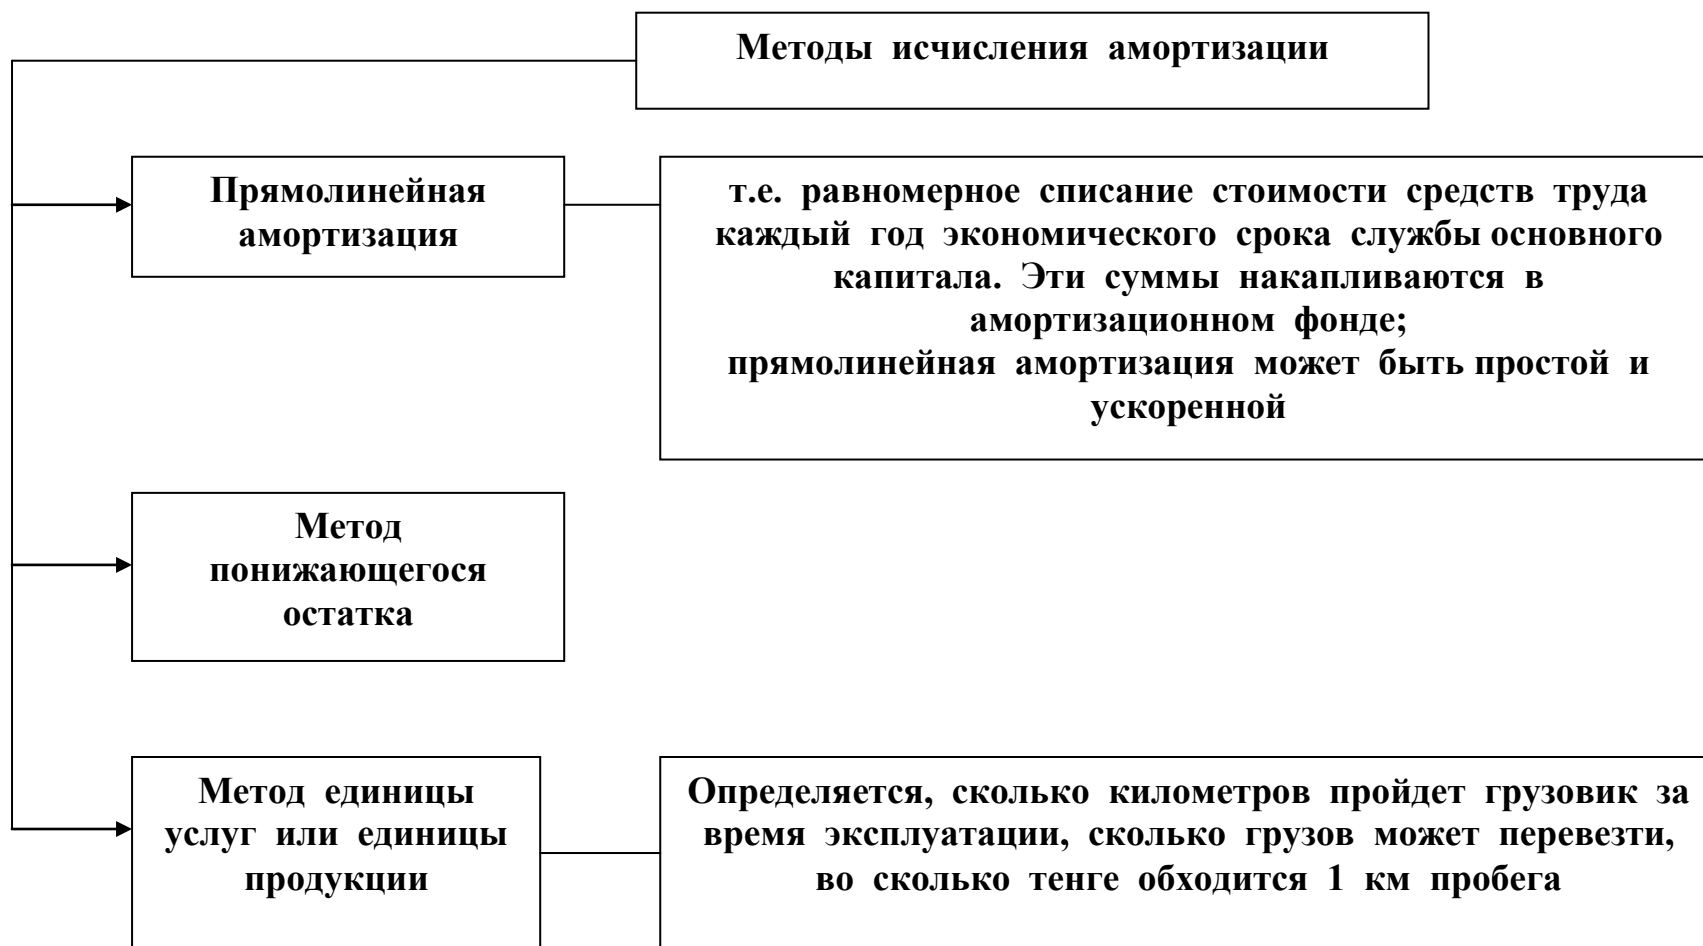 Методы исчисления амортизации
Прямолинейная
амортизация
т.е. равномерное списание стоимости средств труда
каждый год экономического срока службы основного
капитала. Эти суммы накапливаются в
амортизационном фонде;
прямолинейная амортизация может быть простой и
ускоренной
Метод
понижающегося
остатка
Метод единицы
услуг или единицы
продукции
Определяется, сколько километров пройдет грузовик за
время эксплуатации, сколько грузов может перевезти,
во сколько тенге обходится 1 км пробега